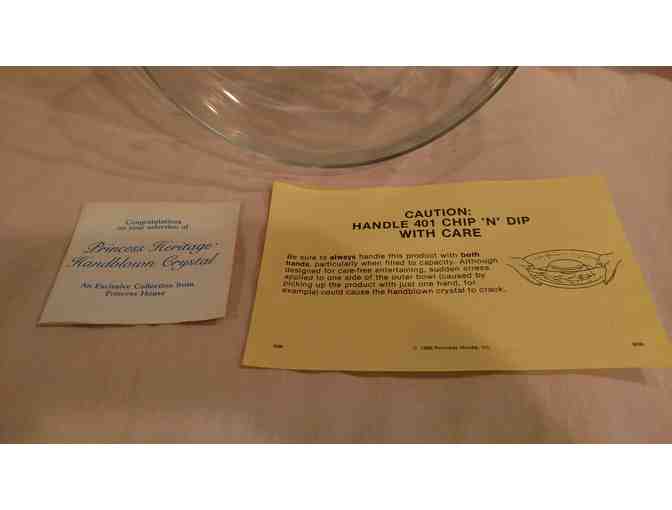 Congratulations
on your selection of
Princess Heritage®
Handblown Crystal
An Exclusive Collection from
Princess House
CAUTION:
HANDLE 401 CHIP 'N' DIP
WITH CARE
Be sure to always handle this product with both
hands, particularly when filled to capacity. Although
designed for care-free entertaining, sudden stress
applied to one side of the outer bowl (caused by
picking up the product with just one hand, for
example) could cause the handblown crystal to crack.
© Princess House, Inc.